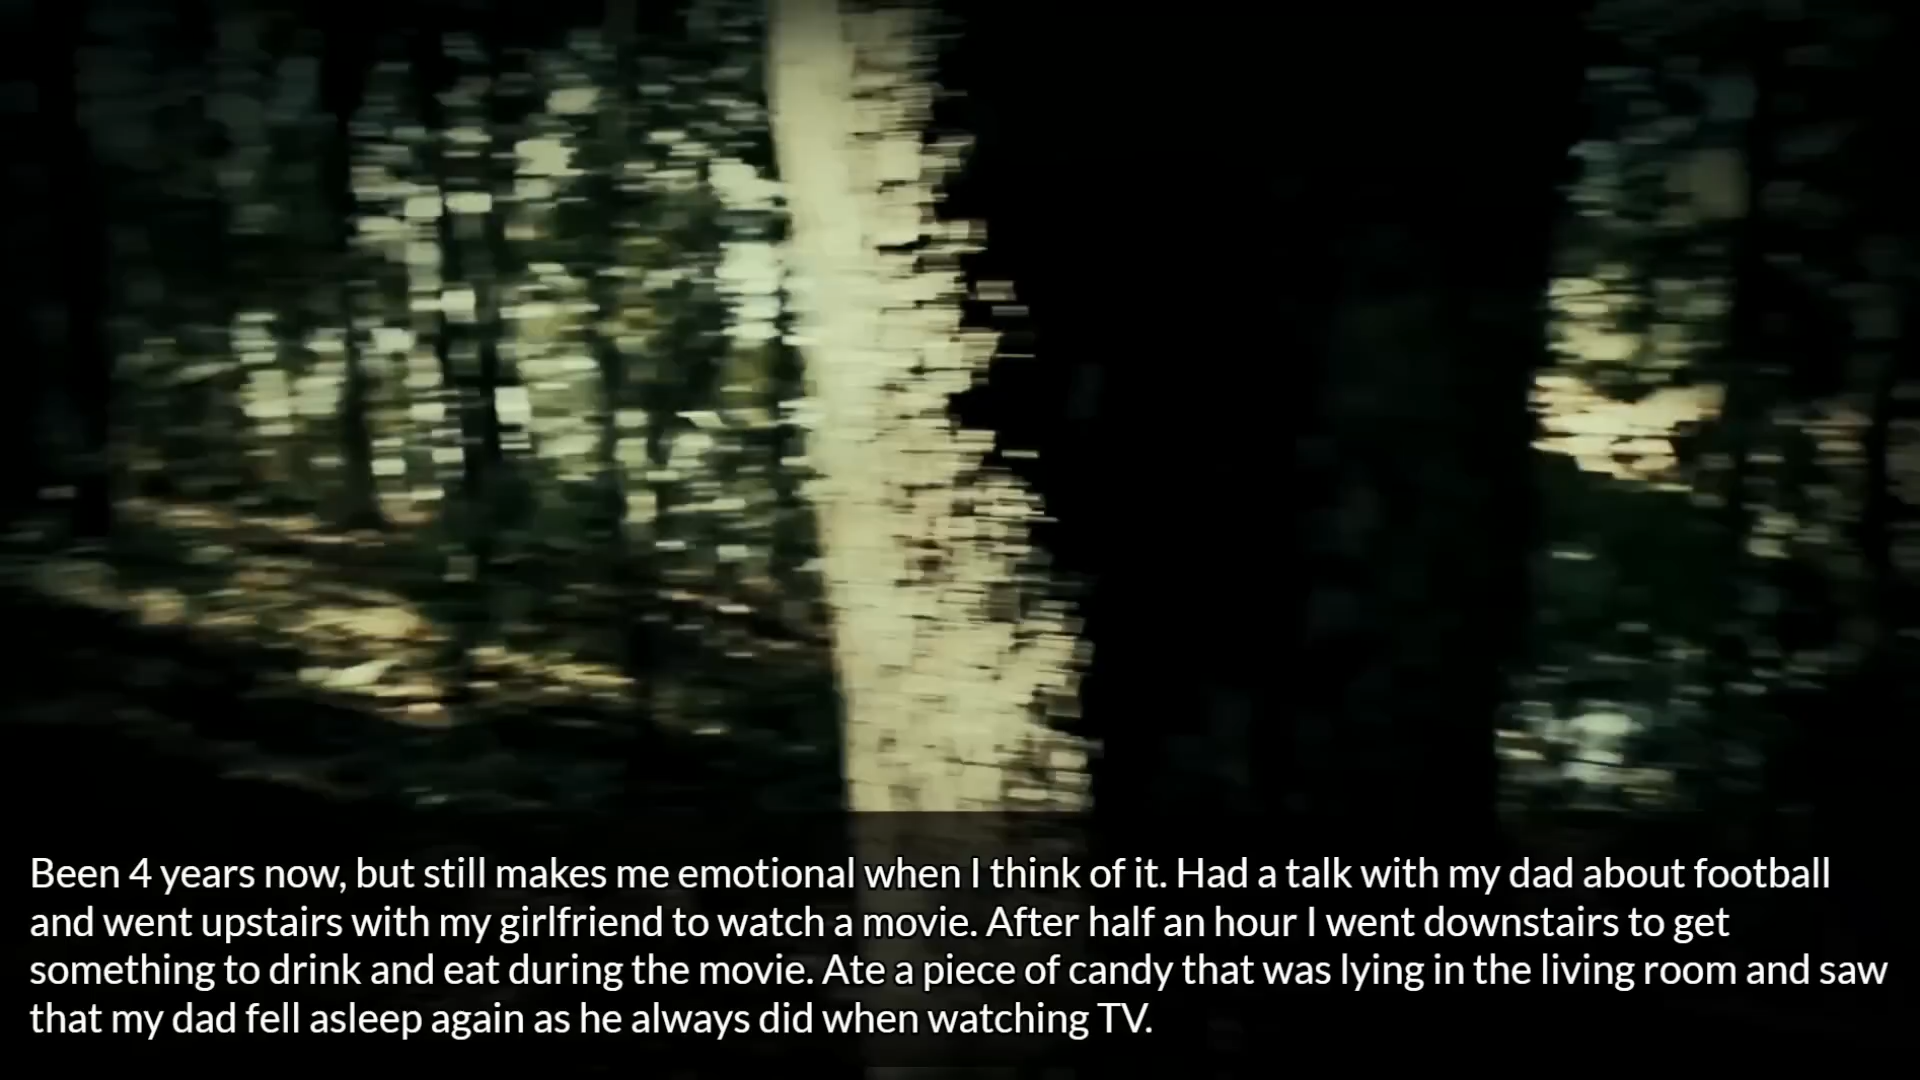 Been 4 years now, but still makes me emotional when I think of it. Had a talk with my dad about football
and went upstairs with my girlfriend to watch a movie. After half an hour I went downstairs to get
something to drink and eat during the movie. Ate a piece of candy that was lying in the living room and saw
that my dad fell asleep again as he always did when watching TV.